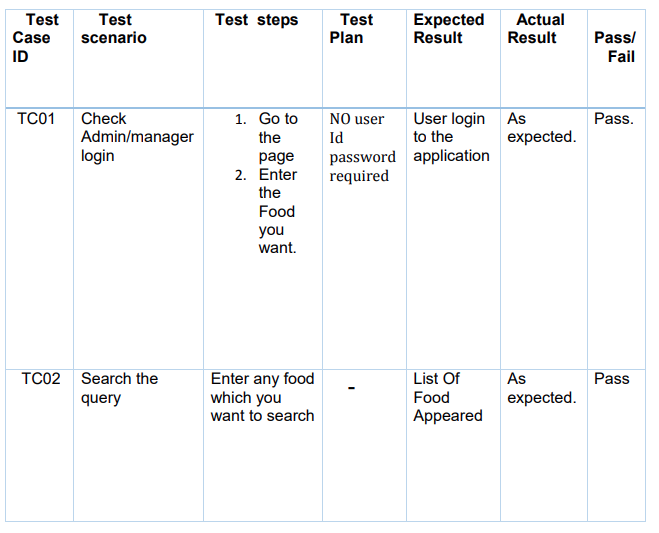 Test Case ID
Test scenario
Test steps
Test Plan
Expected Result
Actual Result
Pass/ Fail
TC01
Check
Admin/manager
login
1. Go to
the
page
2. Enter
the
Food
you
want.
NO user
Id
password
required
User login
to the
application
As
expected.
Pass.
TC02
Search the
query
Enter any food
which you
want to search
-
List Of
Food
Appeared
As
expected.
Pass